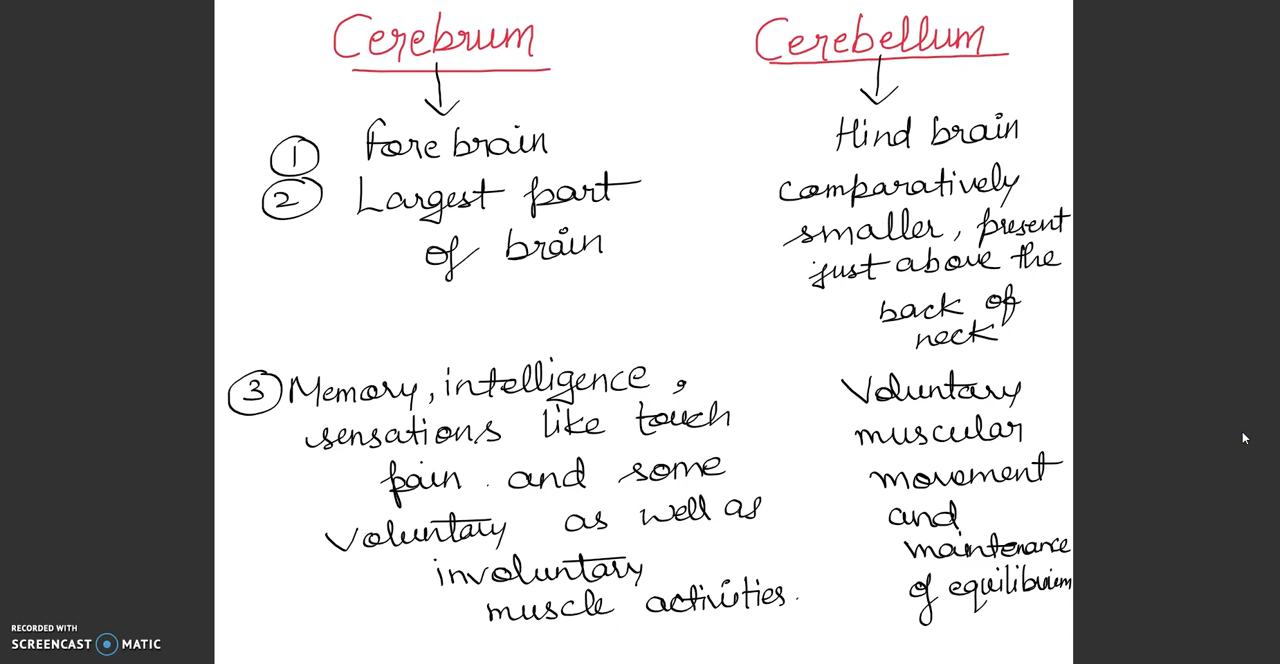 Cerebrum
Cerebellum
① Fore brain
Hind brain
② Largest part
of brain
comparatively
smaller, present
just above the
back of
neck
③ Memory, intelligence,
sensations like touch
pain and some
voluntary as well as
involuntary
muscle activities.
Voluntary
muscular
movement
and
maintenance
of equilibrium
RECORDED WITH
SCREENCAST MATIC